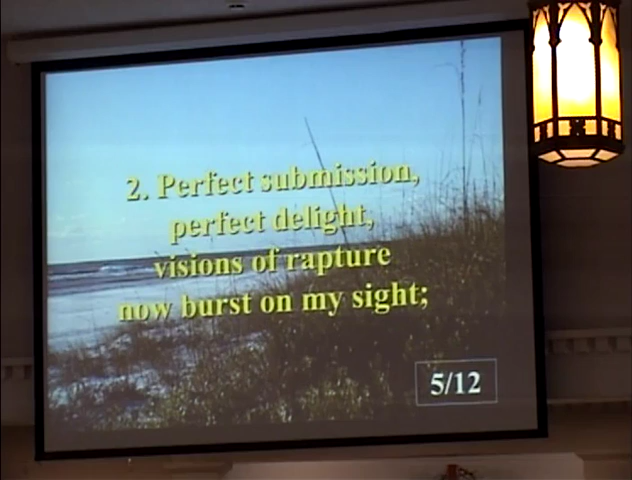 2. Perfect submission,
perfect delight,
visions of rapture
now burst on my sight;
5/12